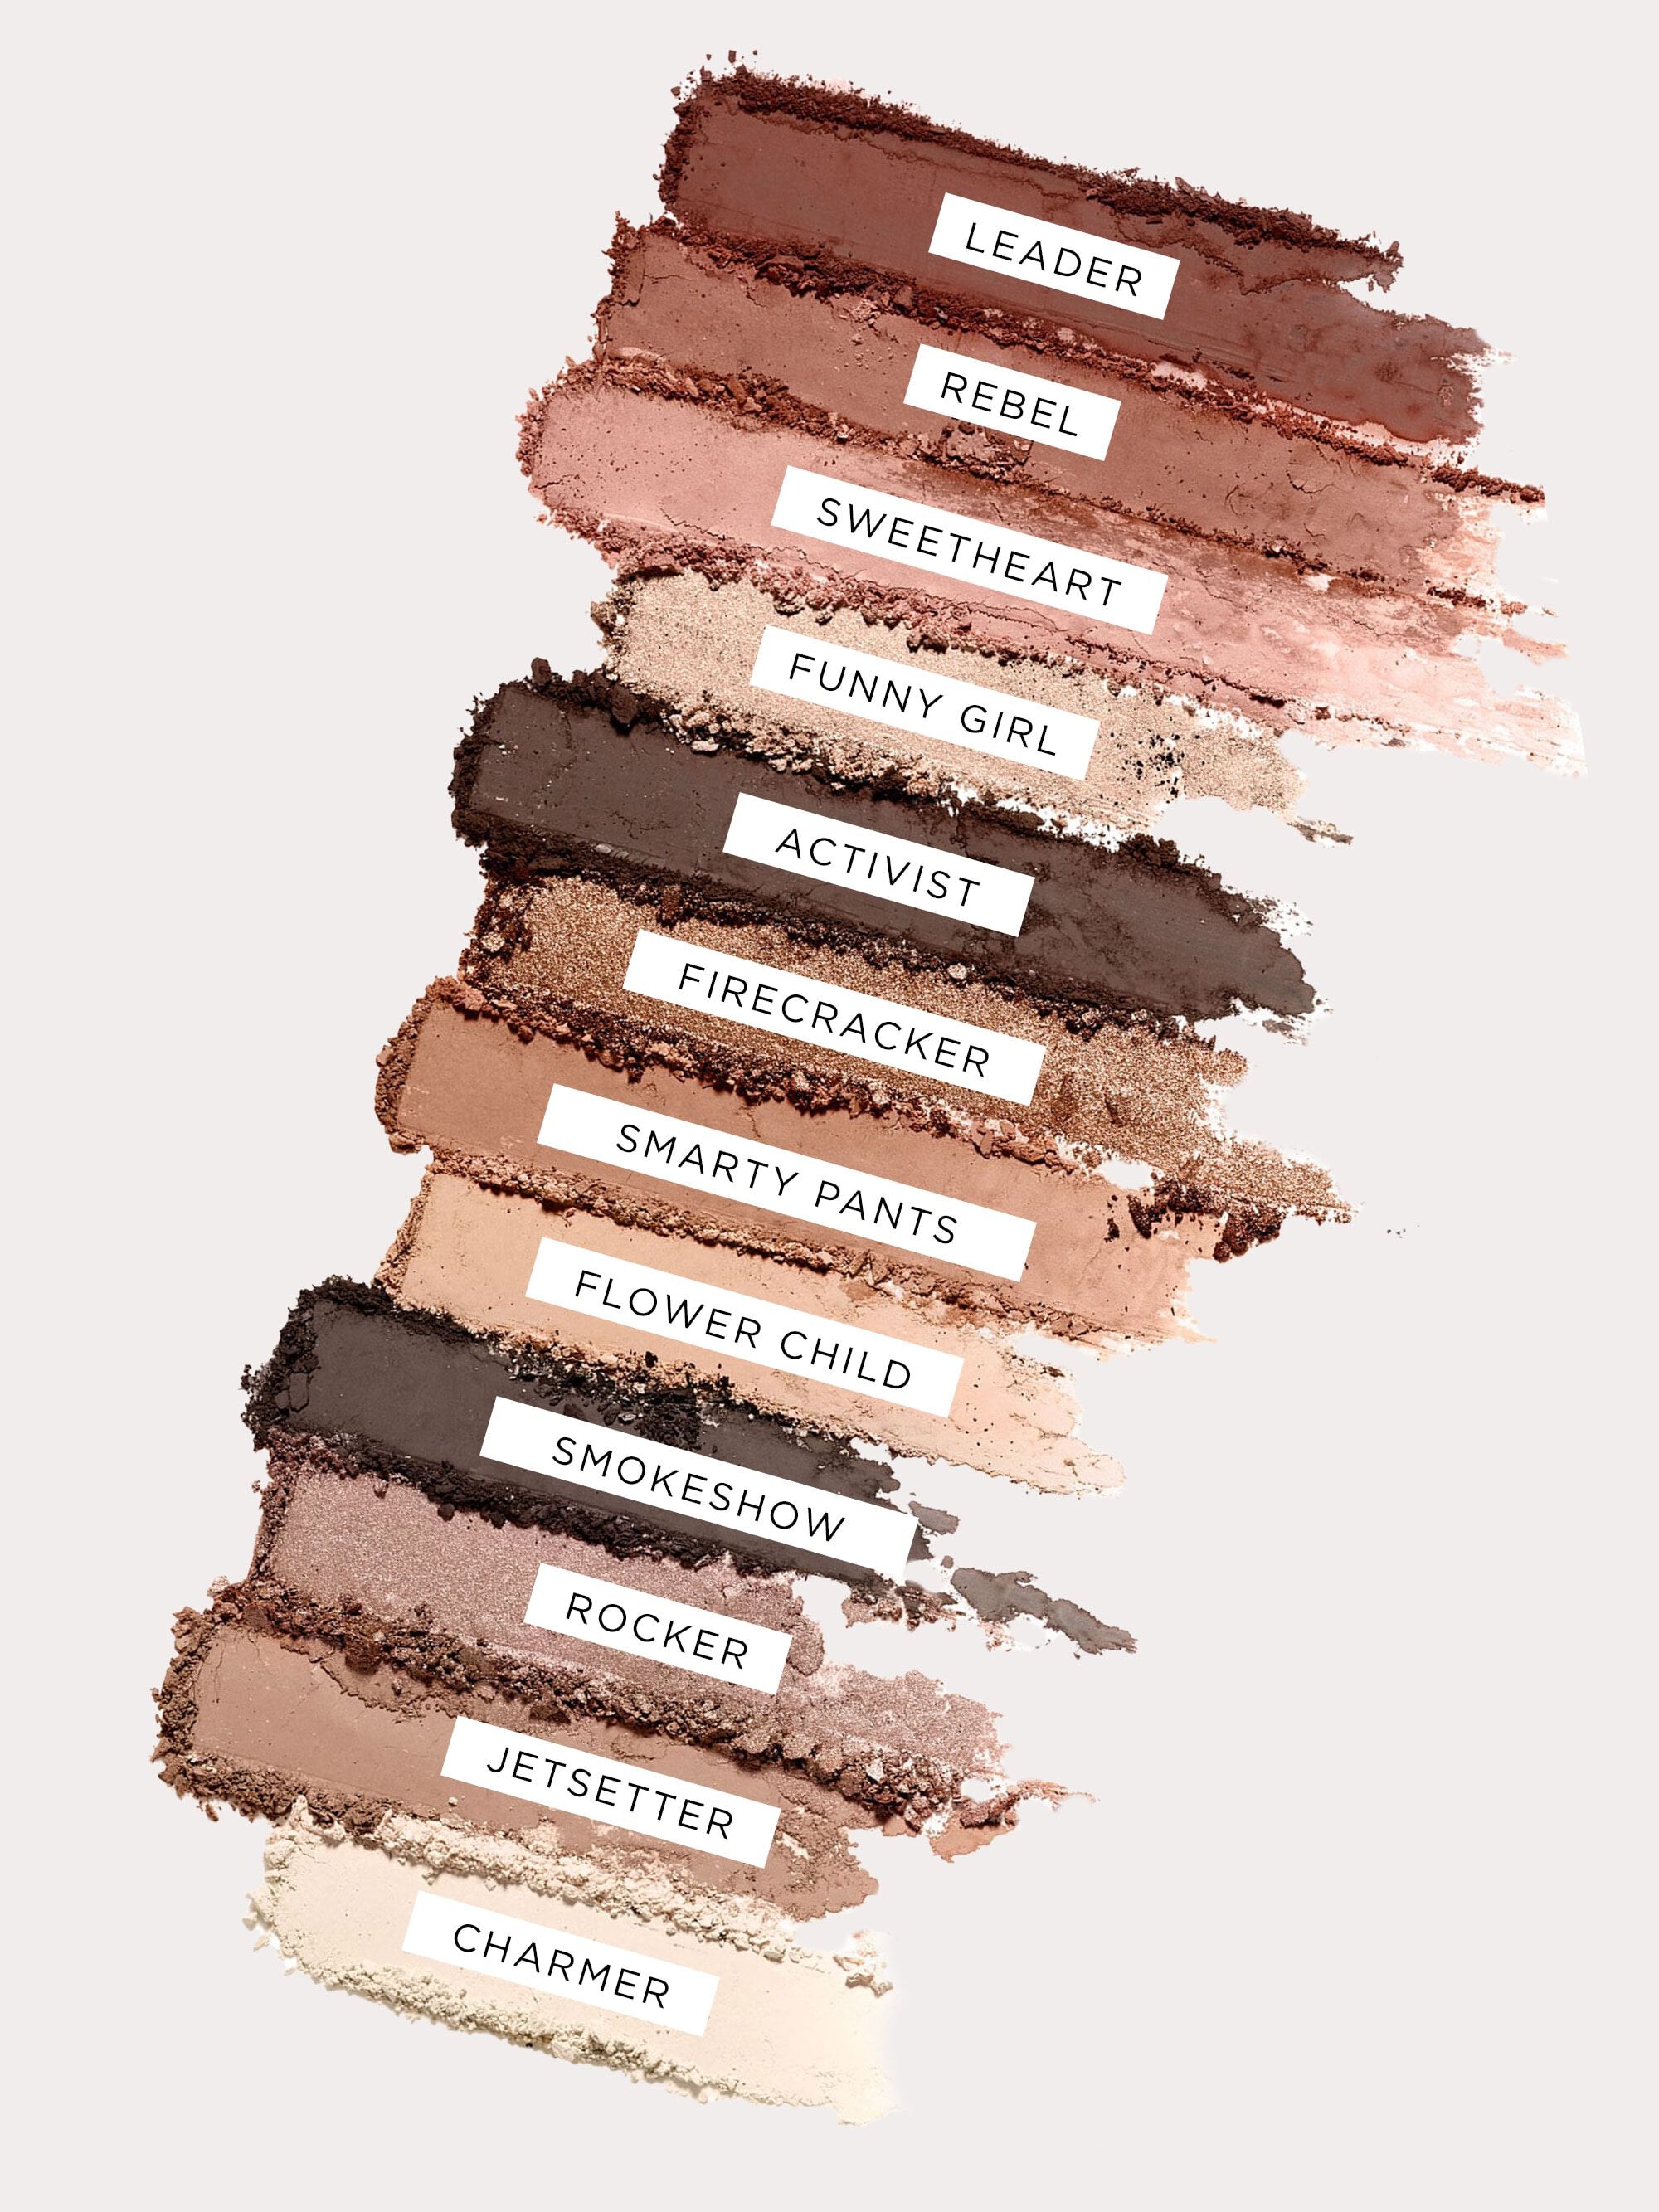 LEADER
REBEL
SWEETHEART
FUNNY GIRL
ACTIVIST
FIRECRACKER
SMARTY PANTS
FLOWER CHILD
SMOKESHOW
ROCKER
JETSETTER
CHARMER